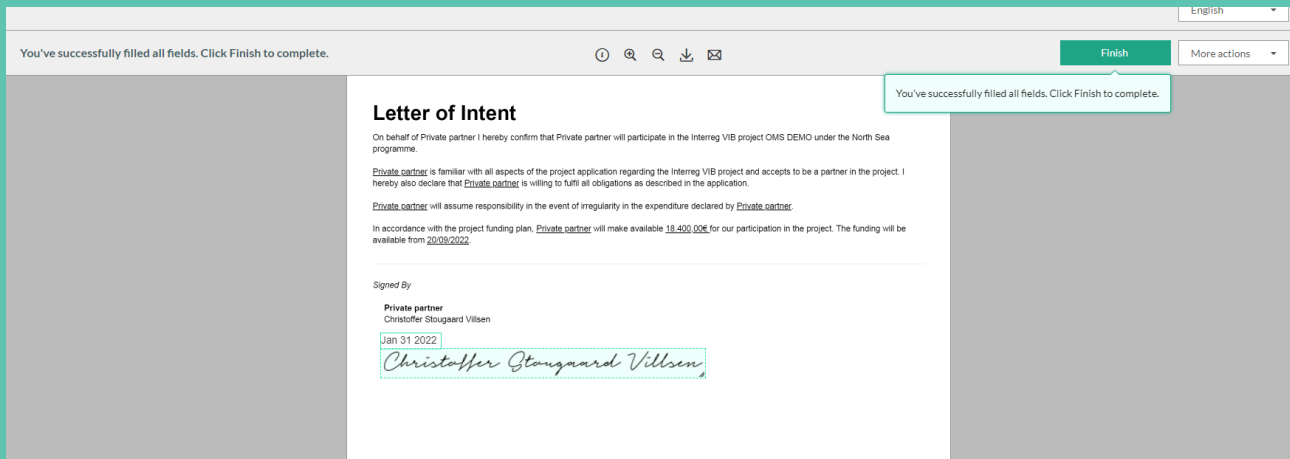 English
You've successfully filled all fields. Click Finish to complete.
Finish
More actions
You've successfully filled all fields. Click Finish to complete.
Letter of Intent
On behalf of Private partner I hereby confirm that Private partner will participate in the Interreg VIB project OMS DEMO under the North Sea
programme.
Private partner is familiar with all aspects of the project application regarding the Interreg VIB project and accepts to be a partner in the project. I
hereby also declare that Private partner is willing to fulfil all obligations as described in the application.
Private partner will assume responsibility in the event of irregularity in the expenditure declared by Private partner.
In accordance with the project funding plan, Private partner will make available 18.400,00€ for our participation in the project. The funding will be
available from 20/09/2022.
Signed By
Private partner
Christoffer Stougaard Villsen
Jan 31 2022
Christoffer Stougaard Villsen